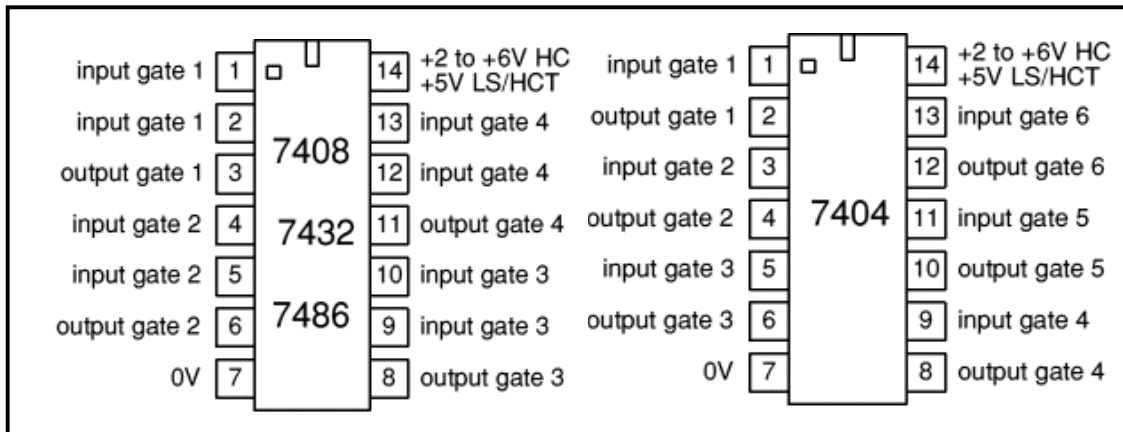 input gate 1 1 14 +2 to +6V HC
+5V LS/HCT
input gate 1 2 13 input gate 4
output gate 1 3 12 input gate 4
input gate 2 4 11 output gate 4
input gate 2 5 10 input gate 3
output gate 2 6 9 input gate 3
0V 7 8 output gate 3
7408
7432
7486
input gate 1 1 14 +2 to +6V HC
+5V LS/HCT
output gate 1 2 13 input gate 6
input gate 2 3 12 output gate 6
output gate 2 4 11 input gate 5
input gate 3 5 10 output gate 5
output gate 3 6 9 input gate 4
0V 7 8 output gate 4
7404